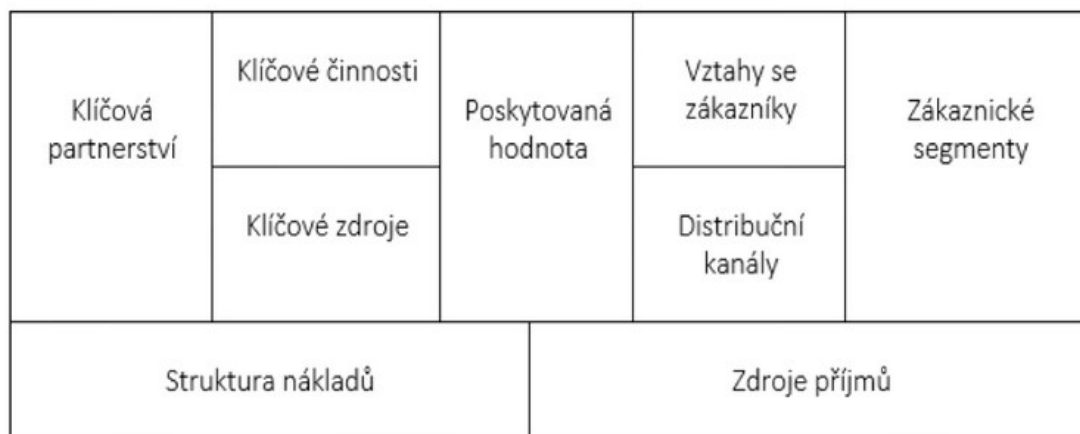 Klíčová
partnerství
Klíčové činnosti
Klíčové zdroje
Poskytovaná
hodnota
Vztahy se
zákazníky
Distribuční
kanály
Zákaznické
segmenty
Struktura nákladů
Zdroje příjmů